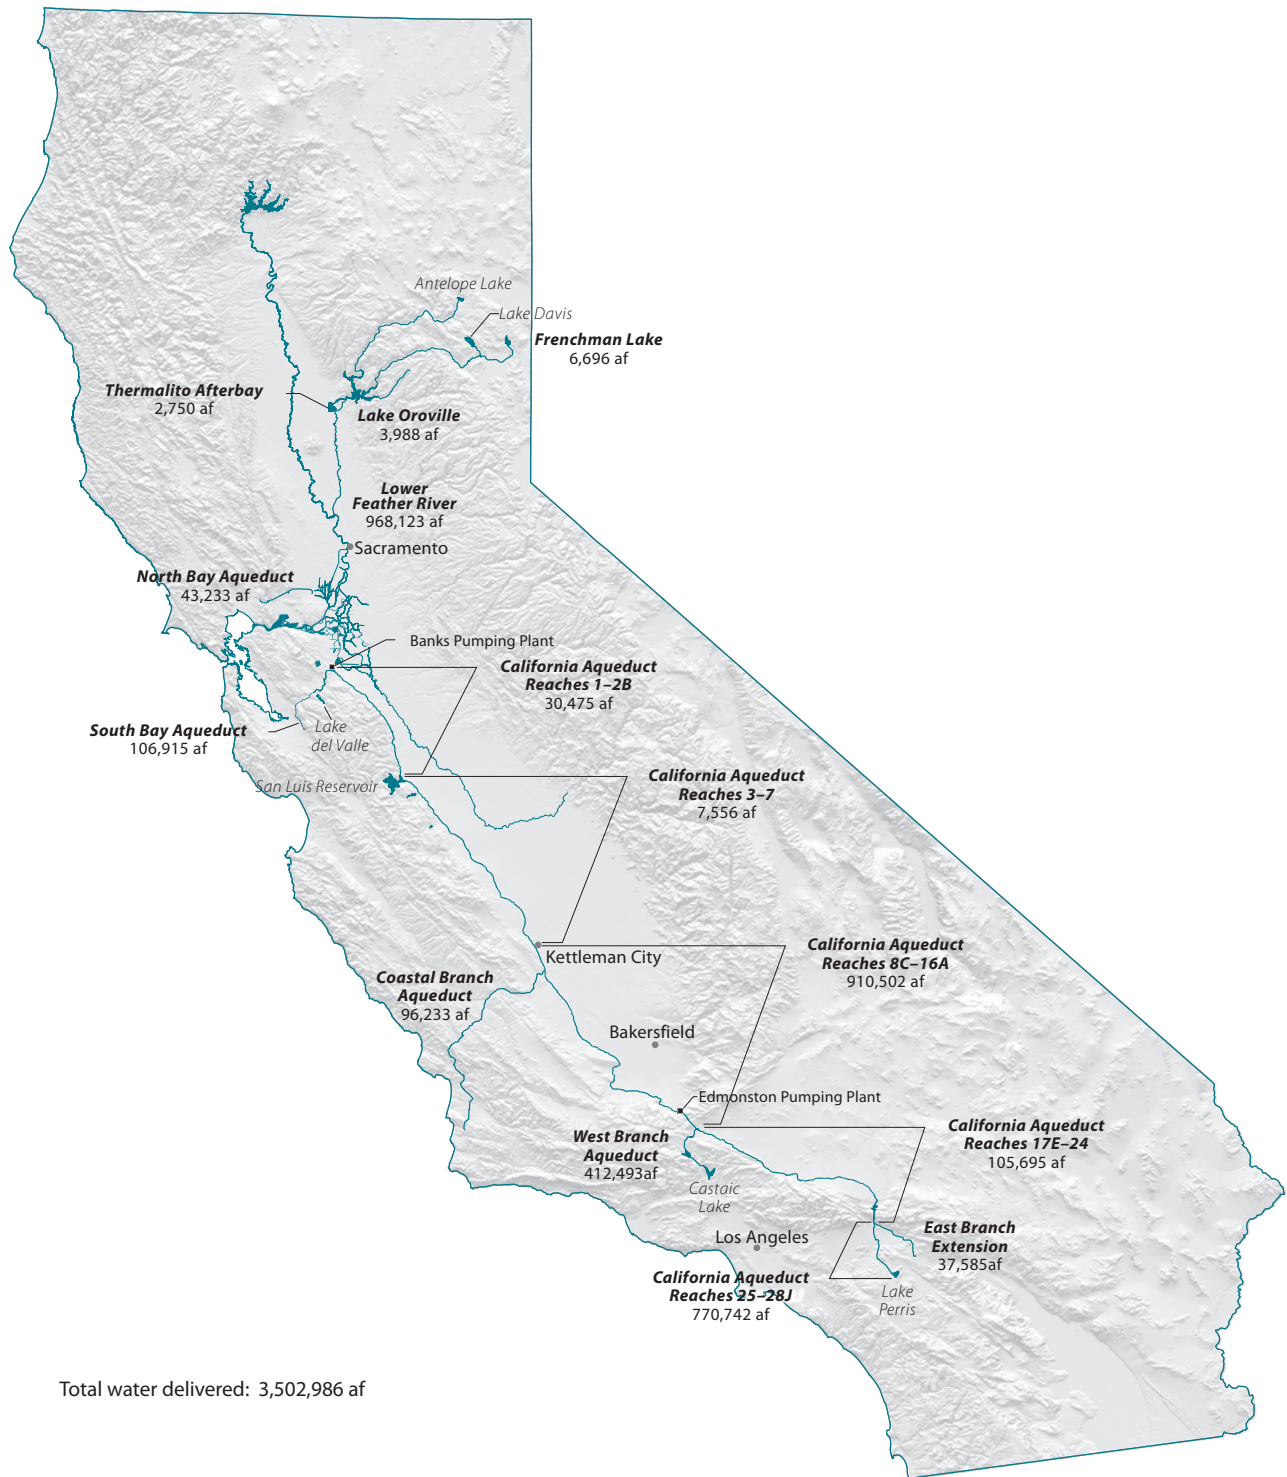 Antelope Lake
Lake Davis
Frenchman Lake
6,696 af
Thermalito Afterbay
2,750 af
Lake Oroville
3,988 af
Lower
Feather River
968,123 af
Sacramento
North Bay Aqueduct
43,233 af
Banks Pumping Plant
California Aqueduct
Reaches 1–2B
30,475 af
South Bay Aqueduct
106,915 af
Lake
del Valle
San Luis Reservoir
California Aqueduct
Reaches 3–7
7,556 af
Kettleman City
California Aqueduct
Reaches 8C–16A
910,502 af
Coastal Branch
Aqueduct
96,233 af
Bakersfield
Edmonston Pumping Plant
West Branch
Aqueduct
412,493af
Castaic
Lake
California Aqueduct
Reaches 17E–24
105,695 af
Los Angeles
East Branch
Extension
37,585af
California Aqueduct
Reaches 25–28J
770,742 af
Lake
Perris
Total water delivered: 3,502,986 af